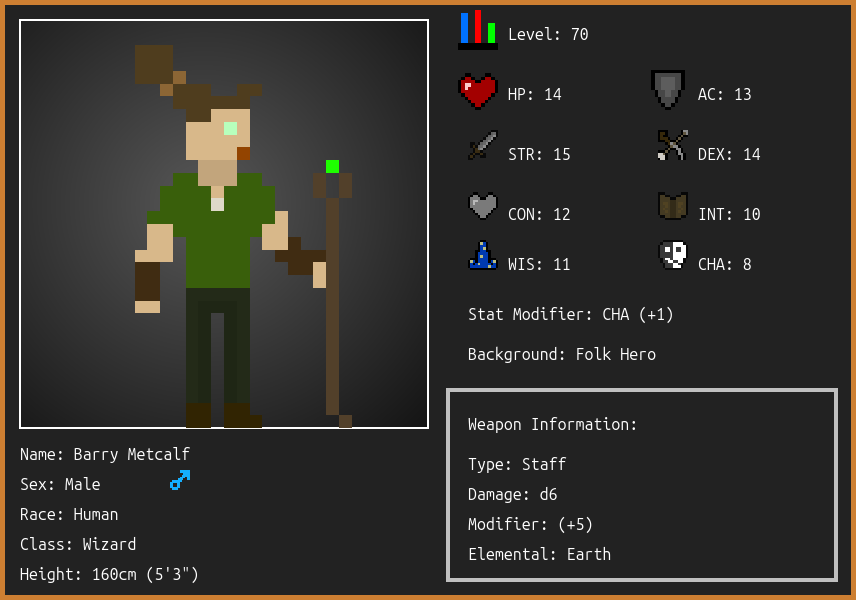 Level: 70
HP: 14
AC: 13
STR: 15
DEX: 14
CON: 12
INT: 10
WIS: 11
CHA: 8
Stat Modifier: CHA (+1)
Background: Folk Hero
Weapon Information:
Type: Staff
Damage: d6
Modifier: (+5)
Elemental: Earth
Name: Barry Metcalf
Sex: Male
Race: Human
Class: Wizard
Height: 160cm (5'3")